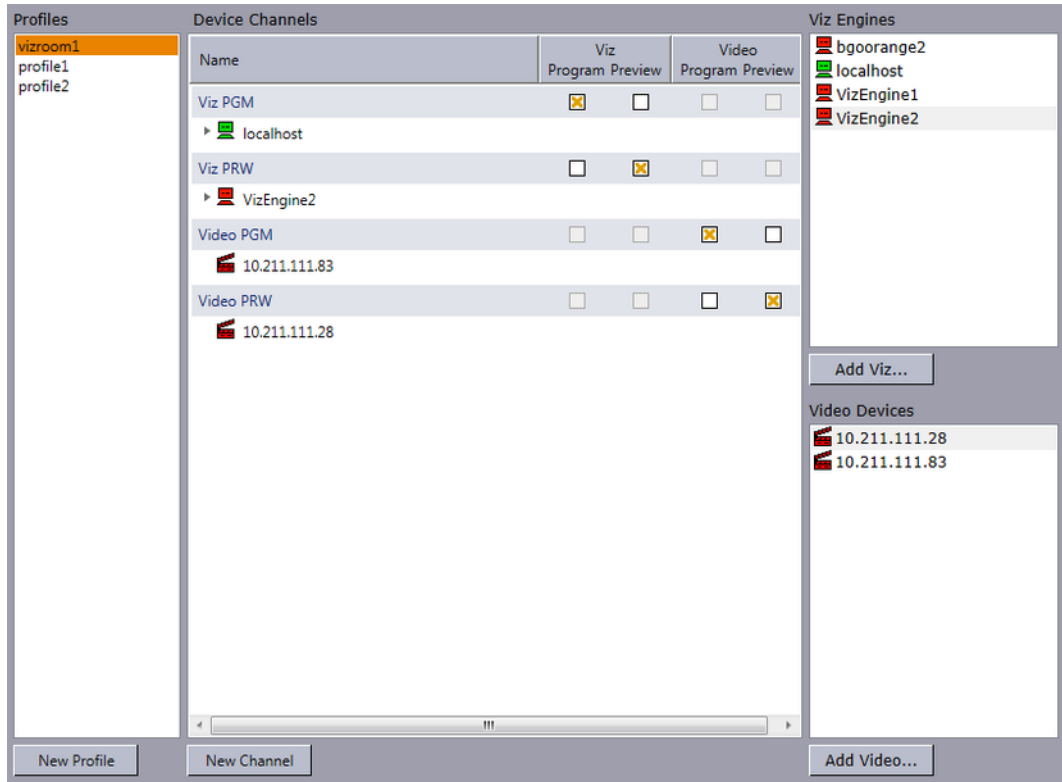 Profiles
vizroom1
profile1
profile2
New Profile
Device Channels
Name
Viz
Program Preview
Video
Program Preview
Viz PGM
localhost
Viz PRW
VizEngine2
Video PGM
10.211.111.83
Video PRW
10.211.111.28
New Channel
Viz Engines
bgoorange2
localhost
VizEngine1
VizEngine2
Add Viz...
Video Devices
10.211.111.28
10.211.111.83
Add Video...